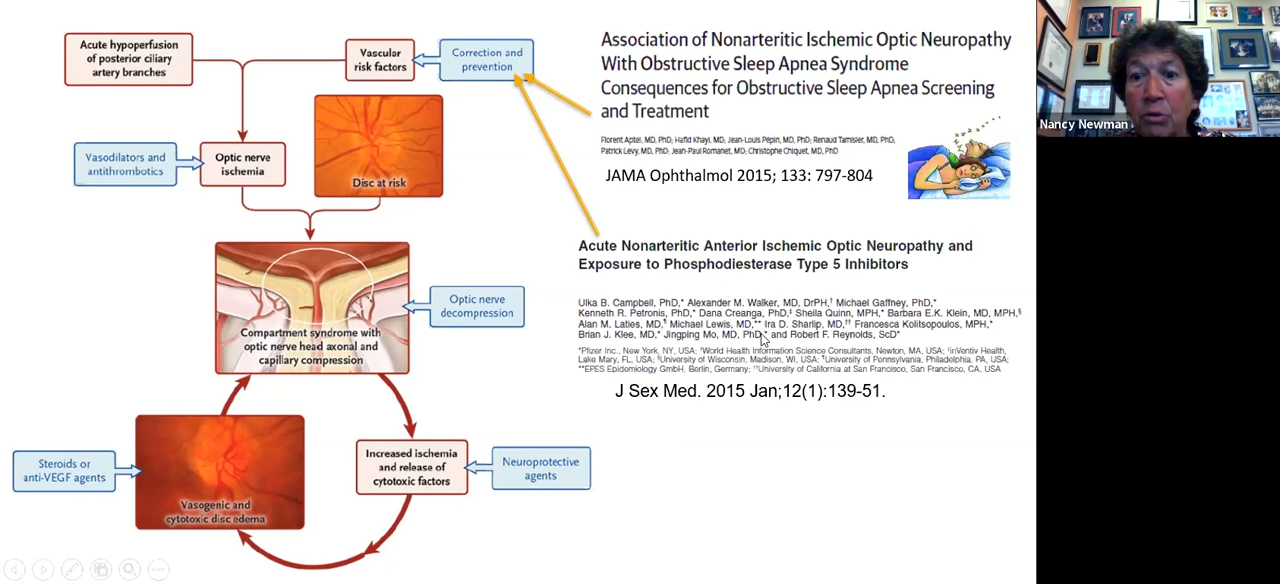 Acute hypoperfusion
of posterior ciliary
artery branches
Vascular
risk factors
Correction and
prevention
Vasodilators and
antithrombotics
Optic nerve
ischemia
Disc at risk
Compartment syndrome with
optic nerve head axonal and
capillary compression
Optic nerve
decompression
Steroids or
anti-VEGF agents
Vasogenic and
cytotoxic disc edema
Increased ischemia
and release of
cytotoxic factors
Neuroprotective
agents
Association of Nonarteritic Ischemic Optic Neuropathy
With Obstructive Sleep Apnea Syndrome
Consequences for Obstructive Sleep Apnea Screening
and Treatment
Florent Aptel, MD, PhD; Hafid Khayi, MD; Jean-Louis Pépin, MD, PhD; Renaud Tamisier, MD, PhD;
Patrick Levy, MD, PhD; Jean-Paul Romanet, MD; Christophe Chiquet, MD, PhD
JAMA Ophthalmol 2015; 133: 797-804
Acute Nonarteritic Anterior Ischemic Optic Neuropathy and
Exposure to Phosphodiesterase Type 5 Inhibitors
Ulka B. Campbell, PhD,* Alexander M. Walker, MD, DrPH,† Michael Gaffney, PhD,*
Kenneth R. Petronis, PhD,* Dana Creanga, PhD,‡ Sheila Quinn, MPH,* Barbara E.K. Klein, MD, MPH,§
Alan M. Laties, MD,¶ Michael Lewis, MD,** Ira D. Sharlip, MD,†† Francesca Kolitsopoulos, MPH,*
Brian J. Klee, MD,* Jingping Mo, MD, PhD,* and Robert F. Reynolds, ScD*
*Pfizer Inc., New York, NY, USA; †World Health Information Science Consultants, Newton, MA, USA; ‡inVentiv Health,
Lake Mary, FL, USA; §University of Wisconsin, Madison, WI, USA; ¶University of Pennsylvania, Philadelphia, PA, USA;
**EPES Epidemiology GmbH, Berlin, Germany; ††University of California at San Francisco, San Francisco, CA, USA
J Sex Med. 2015 Jan;12(1):139-51.
Nancy Newman